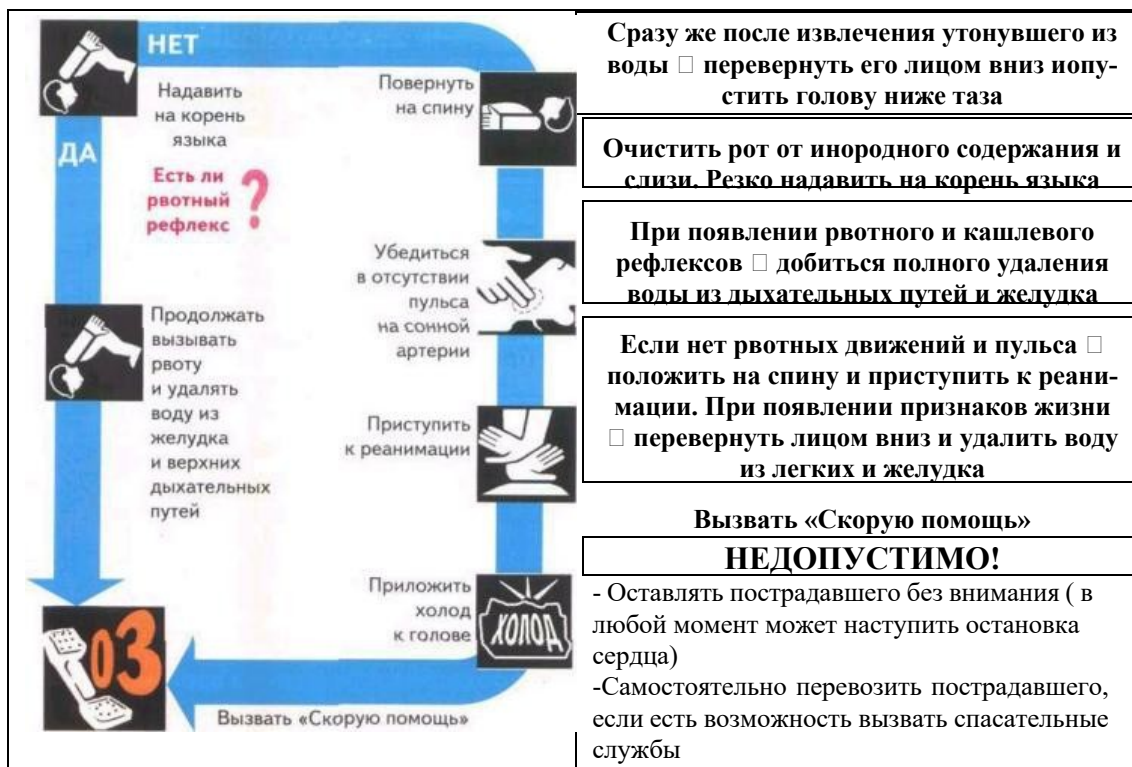 НЕТ
Надавить
на корень
языка
ДА
Есть ли
рвотный
рефлекс
?
Продолжать
вызывать
рвоту
и удалять
воду из
желудка
и верхних
дыхательных
путей
Повернуть
на спину
Убедиться
в отсутствии
пульса
на сонной
артерии
Приступить
к реанимации
Приложить
холод
к голове
ХОЛОД
03
Вызвать «Скорую помощь»
Сразу же после извлечения утонувшего из
воды □ перевернуть его лицом вниз иопу-
стить голову ниже таза
Очистить рот от инородного содержания и
слизи. Резко надавить на корень языка
При появлении рвотного и кашлевого
рефлексов □ добиться полного удаления
воды из дыхательных путей и желудка
Если нет рвотных движений и пульса □
положить на спину и приступить к реани-
мации. При появлении признаков жизни
□ перевернуть лицом вниз и удалить воду
из легких и желудка
Вызвать «Скорую помощь»
НЕДОПУСТИМО!
- Оставлять пострадавшего без внимания ( в
любой момент может наступить остановка
сердца)
-Самостоятельно перевозить пострадавшего,
если есть возможность вызвать спасательные
службы